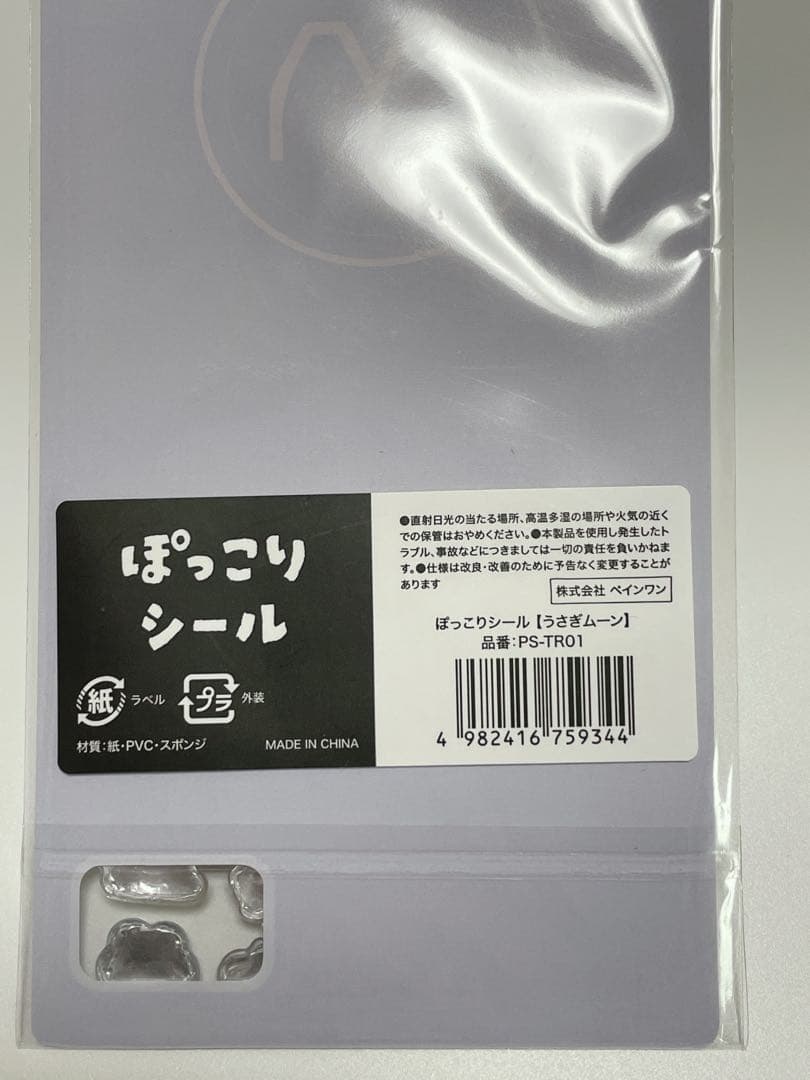 ぽっこり
シール
紙 ラベル プラ 外装
材質:紙・PVC・スポンジ MADE IN CHINA
●直射日光の当たる場所、高温多湿の場所や火気の近く
での保管はおやめください。●本製品を使用し発生したト
ラブル、事故などにつきましては一切の責任を負いかねま
す。●仕様は改良・改善のために予告なく変更することが
あります
株式会社 ペインワン
ぽっこりシール【うさぎムーン】
品番:PS-TR01
4 982416 759344